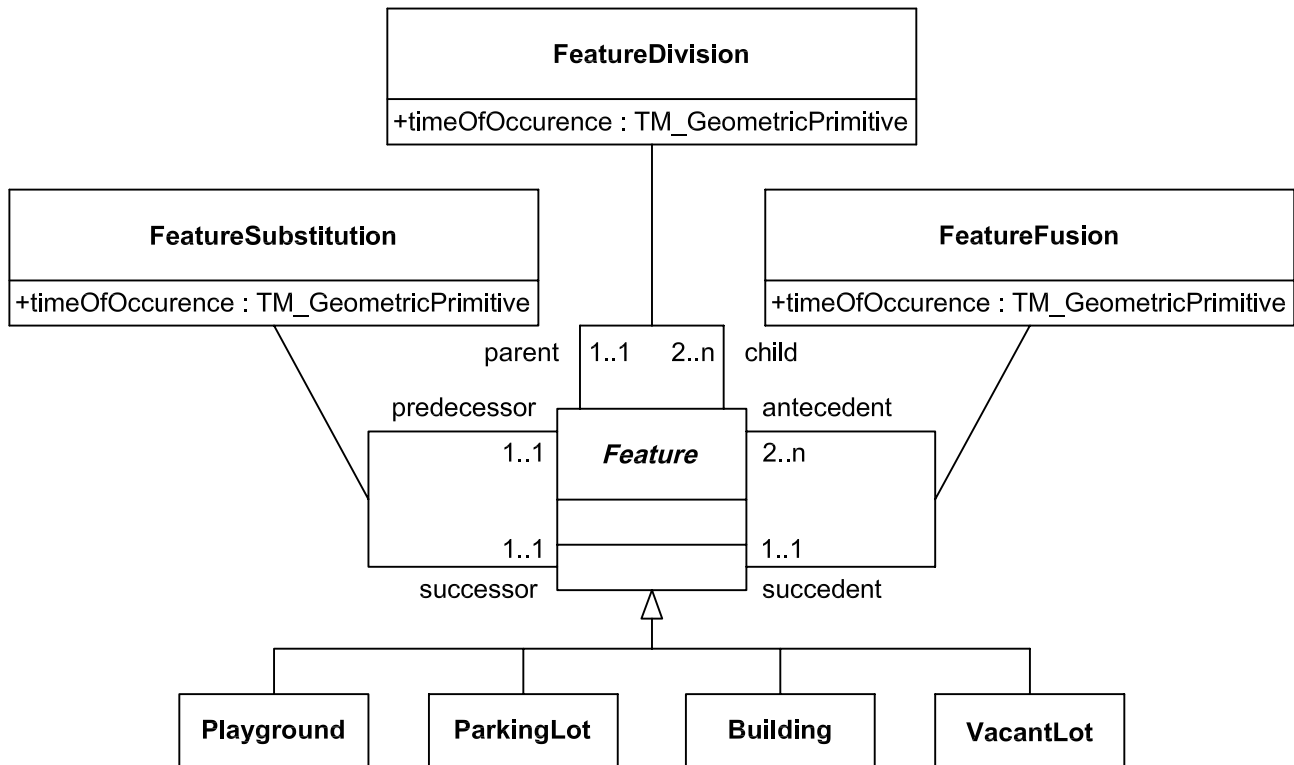 FeatureDivision
+timeOfOccurence : TM_GeometricPrimitive
FeatureSubstitution
+timeOfOccurence : TM_GeometricPrimitive
FeatureFusion
+timeOfOccurence : TM_GeometricPrimitive
parent 1..1 2..n child
predecessor antecedent
1..1 Feature 2..n
1..1 1..1
successor succedent
Playground ParkingLot Building VacantLot